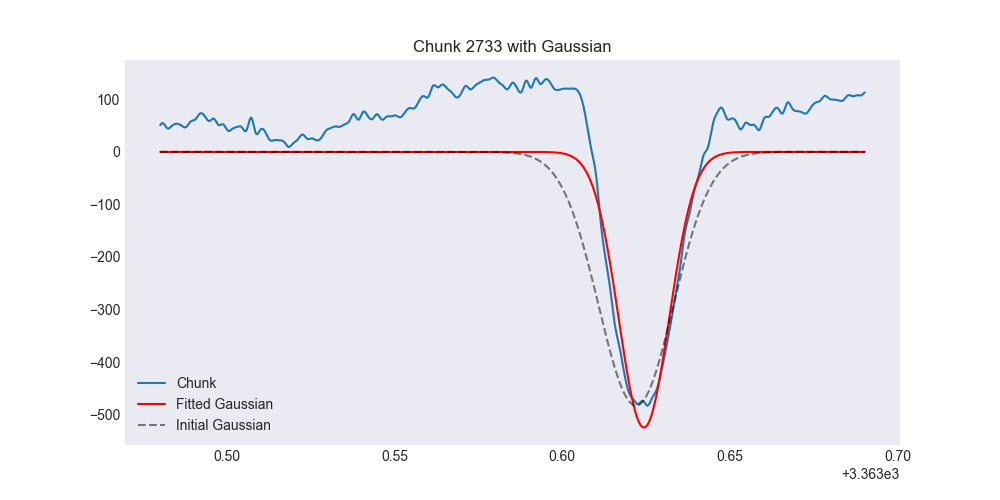 Chunk 2733 with Gaussian
100
0
−100
−200
−300
−400
−500
Chunk
Fitted Gaussian
Initial Gaussian
0.50
0.55
0.60
0.65
0.70
+3.363e3